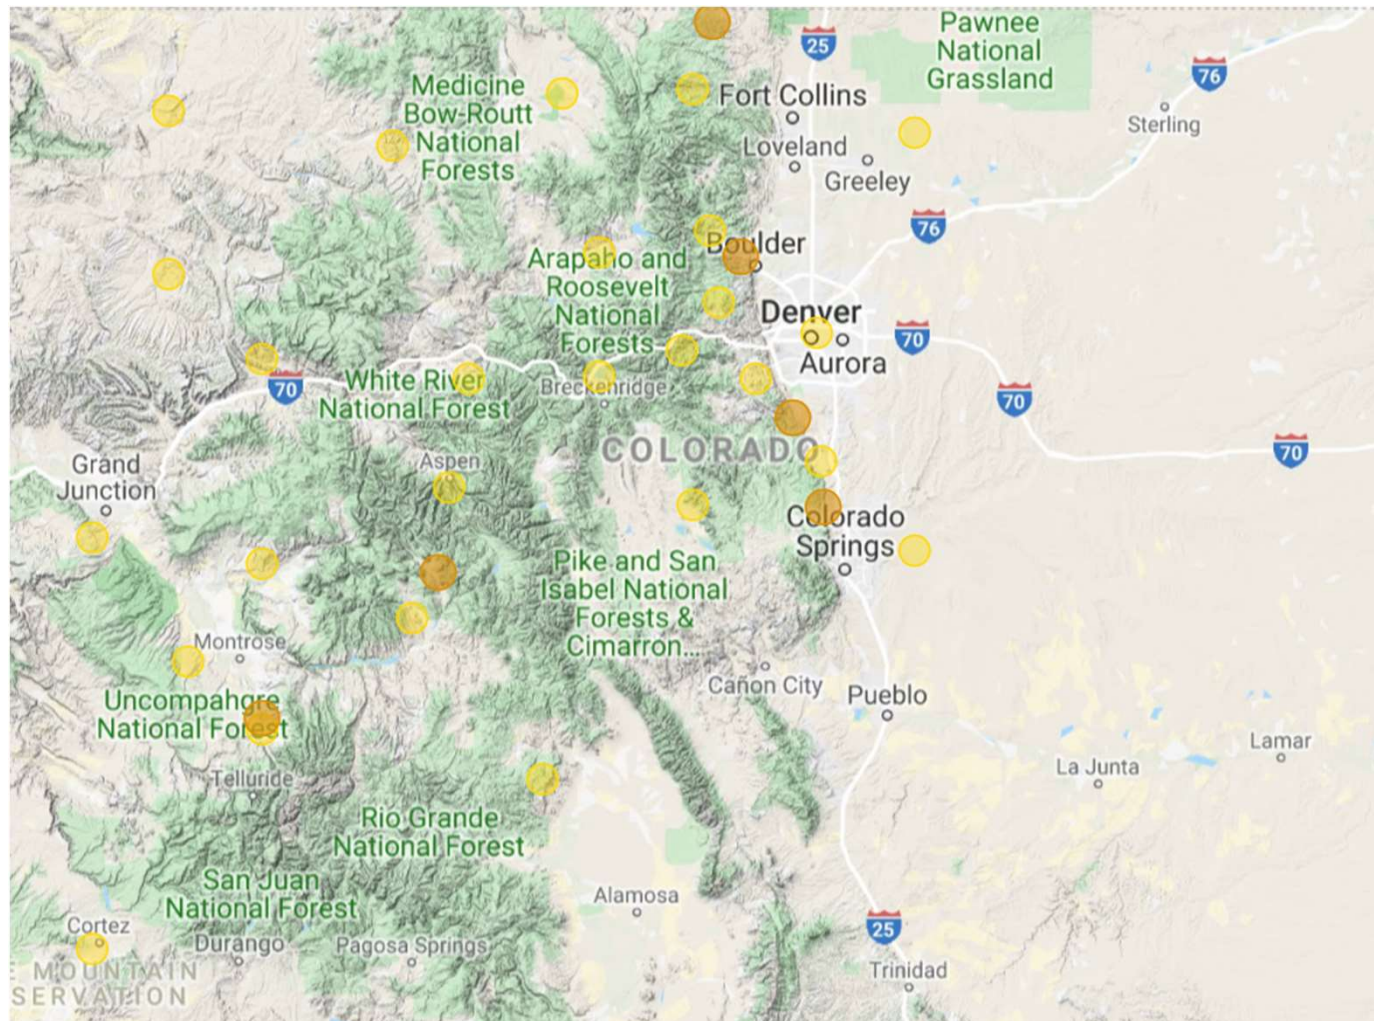 Pawnee
National
Grassland
25
76
Medicine
Bow-Routt
National
Forests
Fort Collins
Sterling
Loveland
Greeley
76
Boulder
Arapaho and
Roosevelt
National
Forests
Denver
70
Aurora
70
White River
National Forest
Breckenridge
70
COLORADO
70
Aspen
Grand
Junction
Colorado
Springs
Pike and San
Isabel National
Forests &
Cimarron...
Montrose
Cañon City
Pueblo
Uncompahgre
National Forest
Lamar
La Junta
Telluride
Rio Grande
National Forest
San Juan
National Forest
Alamosa
Cortez
25
Durango
Pagosa Springs
E MOUNTAIN
SERVATION
Trinidad